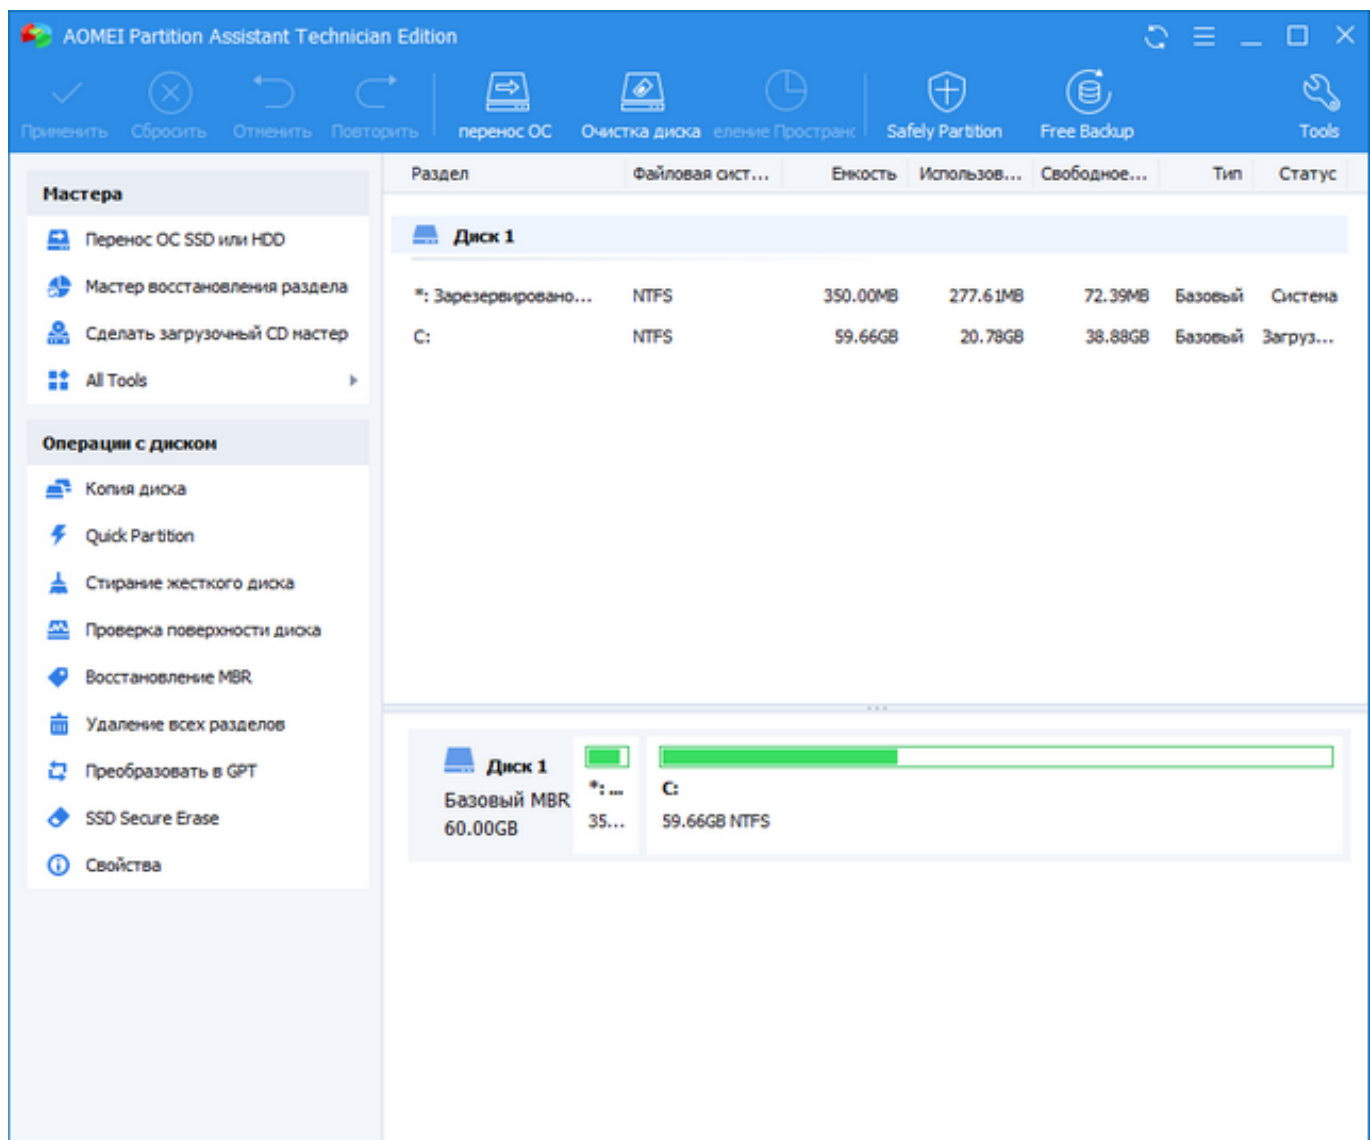 AOMEI Partition Assistant Technician Edition
Применить Сбросить Отменить Повторить перенос ОС Очистка диска еление Пространс Safely Partition Free Backup Tools
Мастера
Перенос ОС SSD или HDD
Мастер восстановления раздела
Сделать загрузочный CD мастер
All Tools
Операции с диском
Копия диска
Quick Partition
Стирание жесткого диска
Проверка поверхности диска
Восстановление MBR
Удаление всех разделов
Преобразовать в GPT
SSD Secure Erase
Свойства
Раздел Файловая сист... Емкость Использов... Свободное... Тип Статус
Диск 1
*: Зарезервировано... NTFS 350.00MB 277.61MB 72.39MB Базовый Система
C: NTFS 59.66GB 20.78GB 38.88GB Базовый Загруз...
Диск 1
Базовый MBR
60.00GB
*: ...
35...
C:
59.66GB NTFS